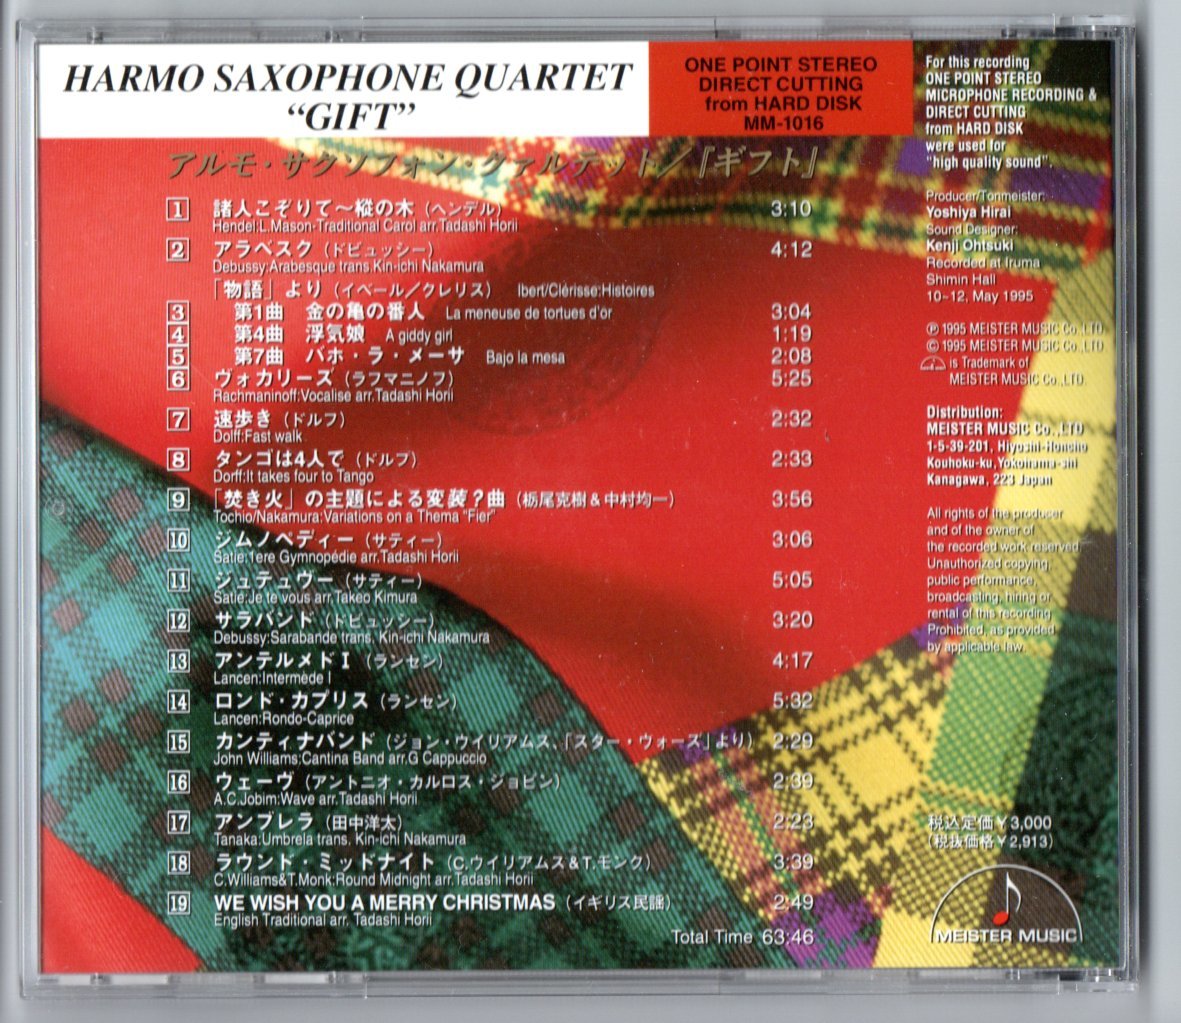 HARMO SAXOPHONE QUARTET
“GIFT”
ONE POINT STEREO
DIRECT CUTTING
from HARD DISK
MM-1016
アルモ・サクソフォン・クァルテット／『ギフト』
1 諸人こぞりて〜樅の木（ヘンデル） 3:10
Hendel:L.Mason-Traditional Carol arr.Tadashi Horii
2 アラベスク（ドビュッシー） 4:12
Debussy:Arabesque trans.Kin-ichi Nakamura
「物語」より（イベール／クレリス） Ibert/Clérisse:Histoires
3 第1曲 金の亀の番人 La meneuse de tortues d'or 3:04
4 第4曲 浮気娘 A giddy girl 1:19
5 第7曲 バホ・ラ・メーサ Bajo la mesa 2:08
6 ヴォカリーズ（ラフマニノフ） 5:25
Rachmaninoff:Vocalise arr.Tadashi Horii
7 速歩き（ドルフ） 2:32
Dolff:Fast walk
8 タンゴは4人で（ドルフ） 2:33
Dorff:It takes four to Tango
9 「焚き火」の主題による変装？曲（栃尾克樹＆中村均一） 3:56
Tochio/Nakamura:Variations on a Thema "Fier"
10 ジムノペディー（サティー） 3:06
Satie:1ere Gymnopédie arr.Tadashi Horii
11 ジュテュヴー（サティー） 5:05
Satie:Je te vous arr.Takeo Kimura
12 サラバンド（ドビュッシー） 3:20
Debussy:Sarabande trans. Kin-ichi Nakamura
13 アンテルメドI（ランセン） 4:17
Lancen:Intermède I
14 ロンド・カプリス（ランセン） 5:32
Lancen:Rondo-Caprice
15 カンティナバンド（ジョン・ウイリアムス、「スター・ウォーズ」より） 2:29
John Williams:Cantina Band arr.G Cappuccio
16 ウェーヴ（アントニオ・カルロス・ジョビン） 2:39
A.C.Jobim:Wave arr.Tadashi Horii
17 アンブレラ（田中洋太） 2:23
Tanaka:Umbrela trans. Kin-ichi Nakamura
18 ラウンド・ミッドナイト（C.ウイリアムス＆T.モンク） 3:39
C.Williams&T.Monk:Round Midnight arr.Tadashi Horii
19 WE WISH YOU A MERRY CHRISTMAS（イギリス民謡） 2:49
English Traditional arr. Tadashi Horii
Total Time 63:46
For this recording
ONE POINT STEREO
MICROPHONE RECORDING &
DIRECT CUTTING
from HARD DISK
were used for
"high quality sound".
Producer/Tonmeister:
Yoshiya Hirai
Sound Designer:
Kenji Ohtsuki
Recorded at Iruma
Shimin Hall
10~12, May 1995
Ⓟ 1995 MEISTER MUSIC Co.,LTD.
© 1995 MEISTER MUSIC Co.,LTD.
is Trademark of
MEISTER MUSIC Co.,LTD.
Distribution:
MEISTER MUSIC Co.,LTD
1-5-39-201, Hiyoshi-Honcho
Kouhoku-ku,Yokohama-shi
Kanagawa, 223 Japan
All rights of the producer
and of the owner of
the recorded work reserved.
Unauthorized copying,
public performance,
broadcasting, hiring or
rental of this recording
Prohibited, as provided
by applicable law.
税込定価￥3,000
（税抜価格￥2,913）
MEISTER MUSIC